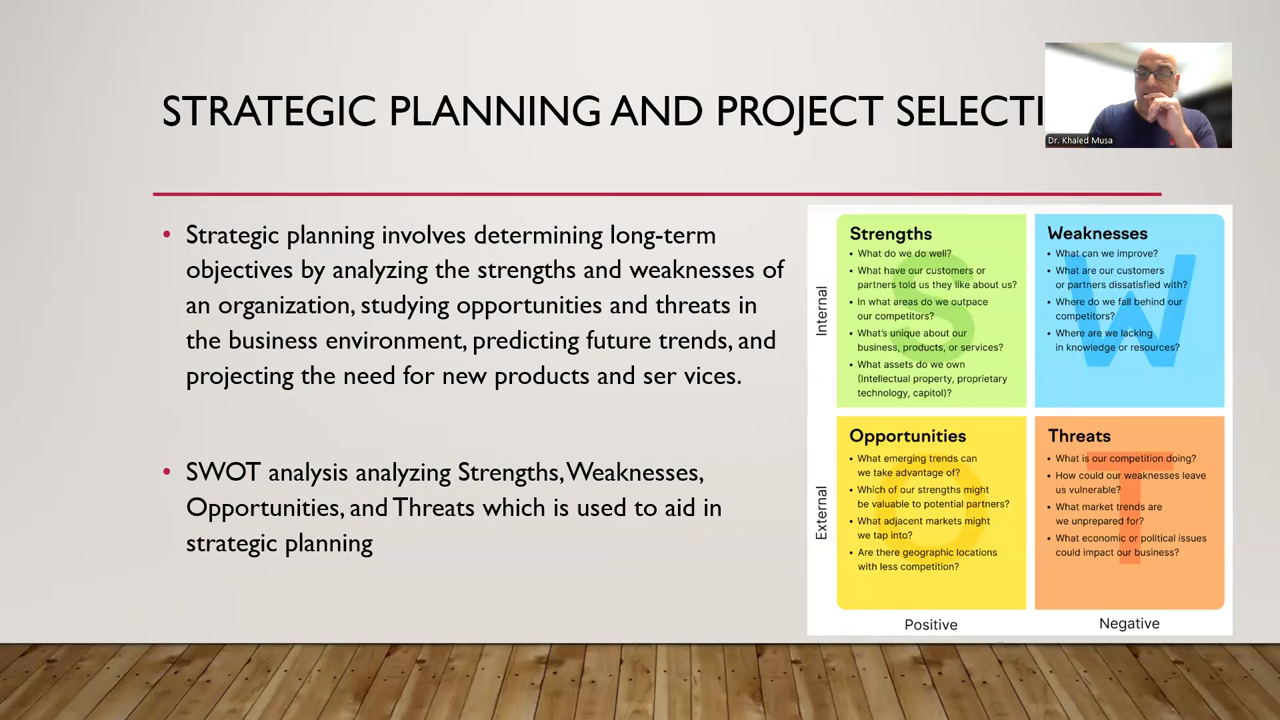 STRATEGIC PLANNING AND PROJECT SELECTI
Dr. Khaled Musa
• Strategic planning involves determining long-term
objectives by analyzing the strengths and weaknesses of
an organization, studying opportunities and threats in
the business environment, predicting future trends, and
projecting the need for new products and ser vices.
• SWOT analysis analyzing Strengths, Weaknesses,
Opportunities, and Threats which is used to aid in
strategic planning
Internal
Strengths
• What do we do well?
• What have our customers or
partners told us they like about us?
• In what areas do we outpace
our competitors?
• What's unique about our
business, products, or services?
• What assets do we own
(Intellectual property, proprietary
technology, capitol)?
Weaknesses
• What can we improve?
• What are our customers
or partners dissatisfied with?
• Where do we fall behind our
competitors?
• Where are we lacking
in knowledge or resources?
External
Opportunities
• What emerging trends can
we take advantage of?
• Which of our strengths might
be valuable to potential partners?
• What adjacent markets might
we tap into?
• Are there geographic locations
with less competition?
Threats
• What is our competition doing?
• How could our weaknesses leave
us vulnerable?
• What market trends are
we unprepared for?
• What economic or political issues
could impact our business?
Positive
Negative
S
W
O
T